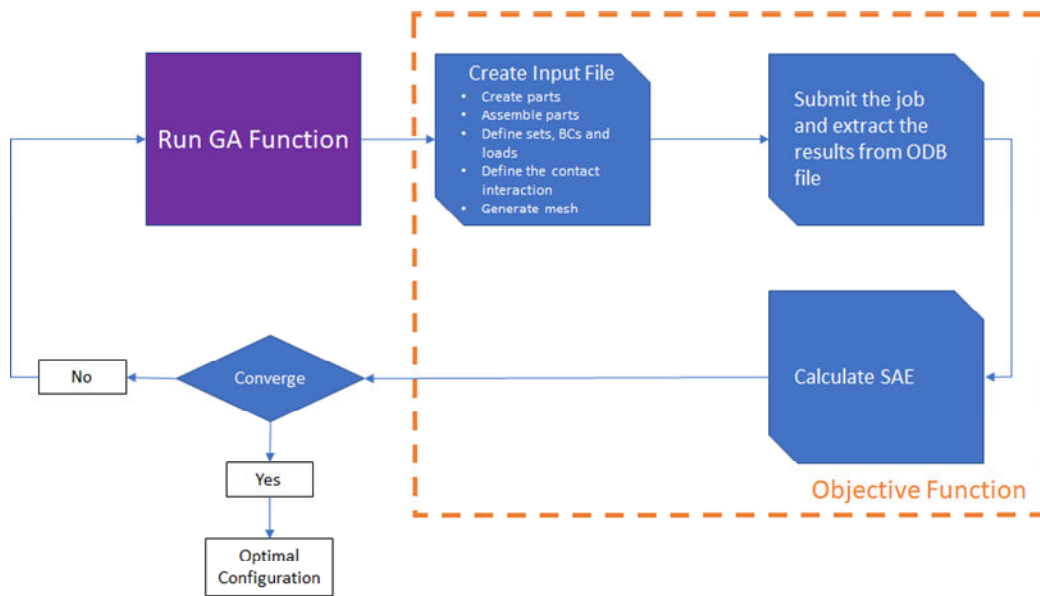 Run GA Function
Create Input File
• Create parts
• Assemble parts
• Define sets, BCs and
loads
• Define the contact
interaction
• Generate mesh
Submit the job
and extract the
results from ODB
file
Calculate SAE
Objective Function
Converge
No
Yes
Optimal
Configuration